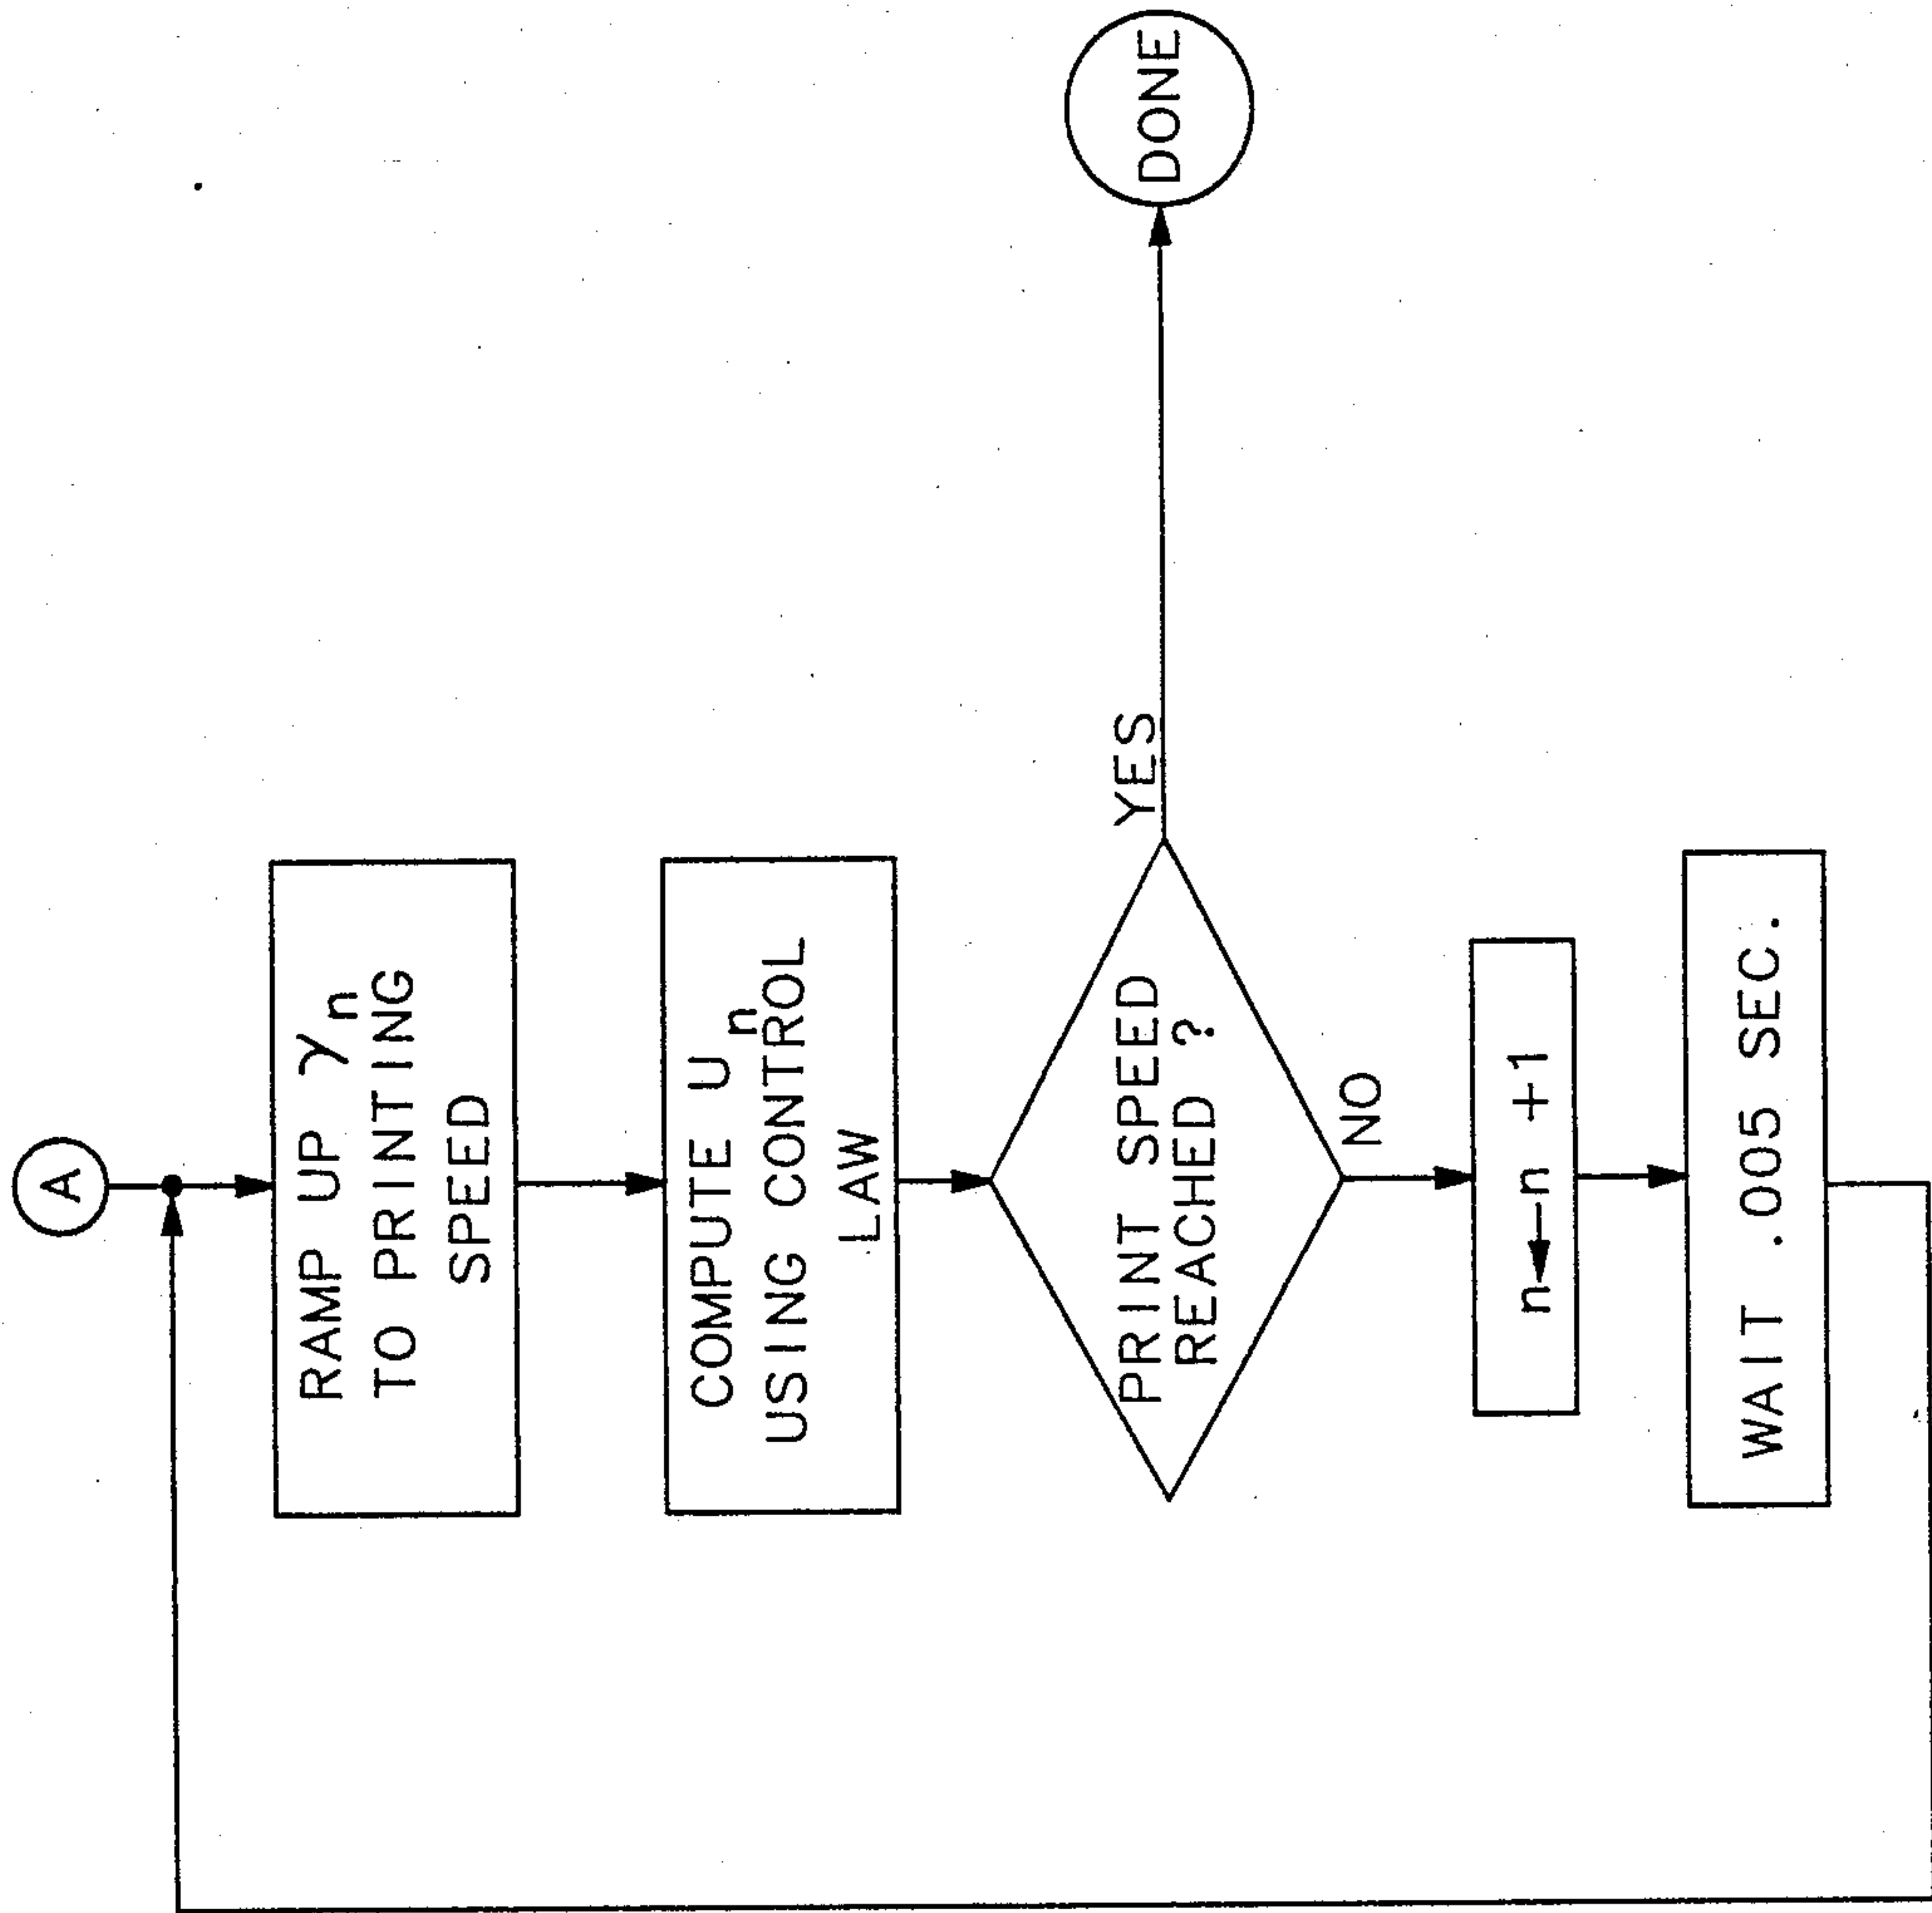 A
RAMP UP γn
TO PRINTING
SPEED
COMPUTE Un
USING CONTROL
LAW
PRINT SPEED
REACHED ?
YES
DONE
NO
n←n +1
WAIT .005 SEC.